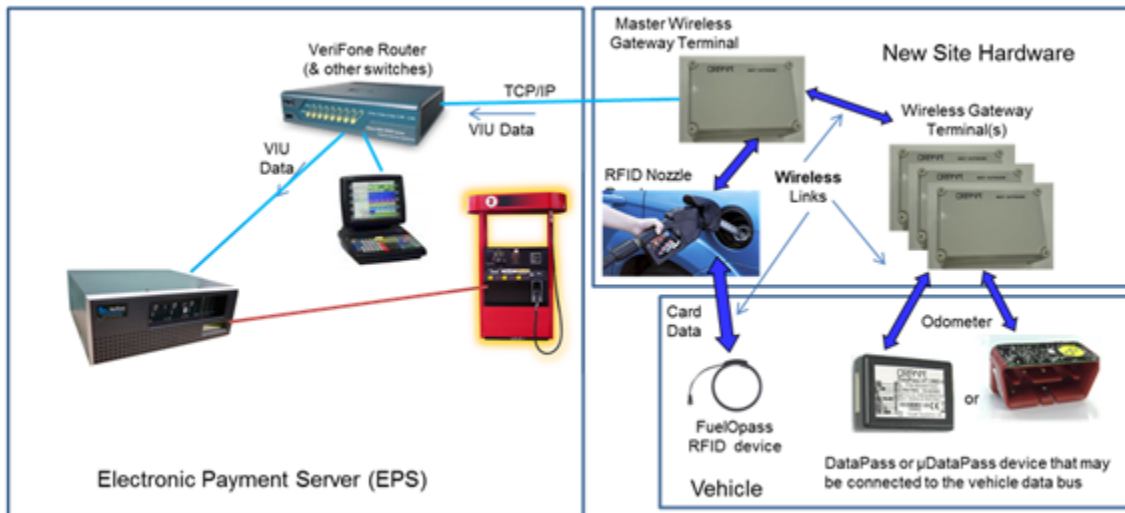 VeriFone Router
(& other switches)
TCP/IP
VIU Data
VIU
Data
Electronic Payment Server (EPS)
Master Wireless
Gateway Terminal
New Site Hardware
Wireless Gateway
Terminal(s)
RFID Nozzle
Wireless
Links
Card
Data
Odometer
or
FuelOpass
RFID device
Vehicle
DataPass or µDataPass device that may
be connected to the vehicle data bus